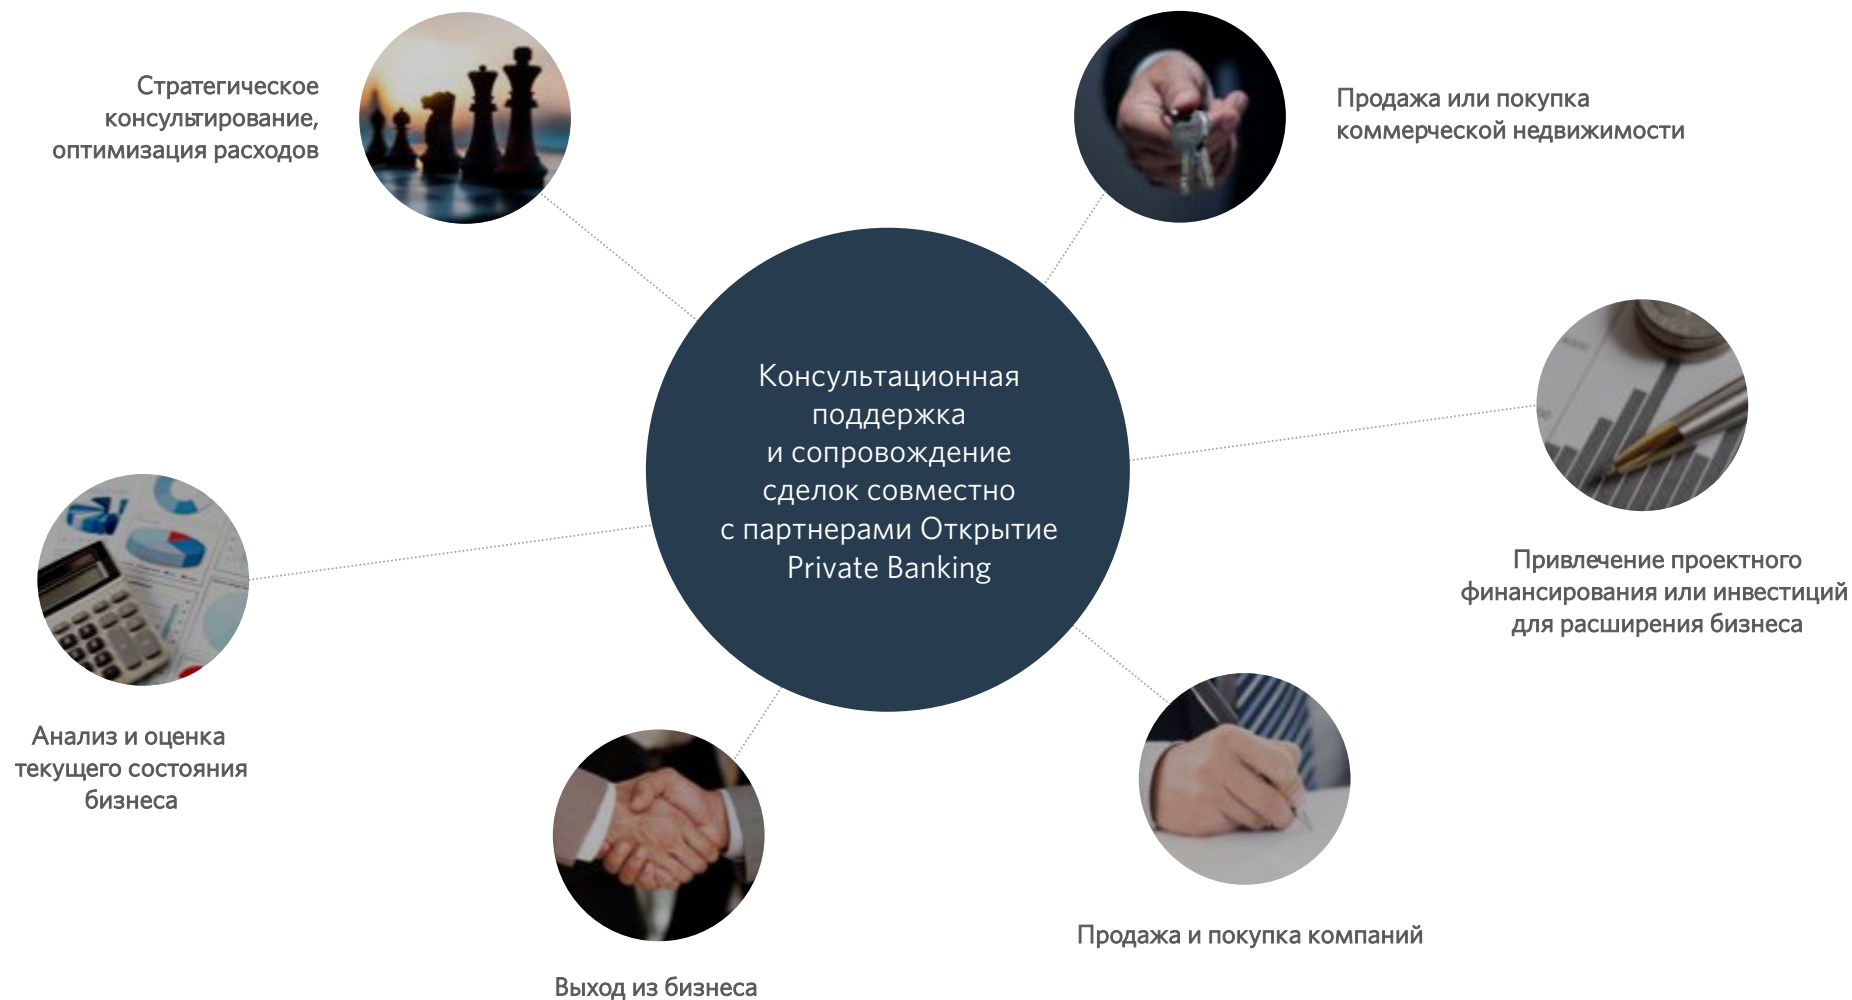 Стратегическое
консультирование,
оптимизация расходов
Продажа или покупка
коммерческой недвижимости
Консультационная
поддержка
и сопровождение
сделок совместно
с партнерами Открытие
Private Banking
Привлечение проектного
финансирования или инвестиций
для расширения бизнеса
Анализ и оценка
текущего состояния
бизнеса
Продажа и покупка компаний
Выход из бизнеса